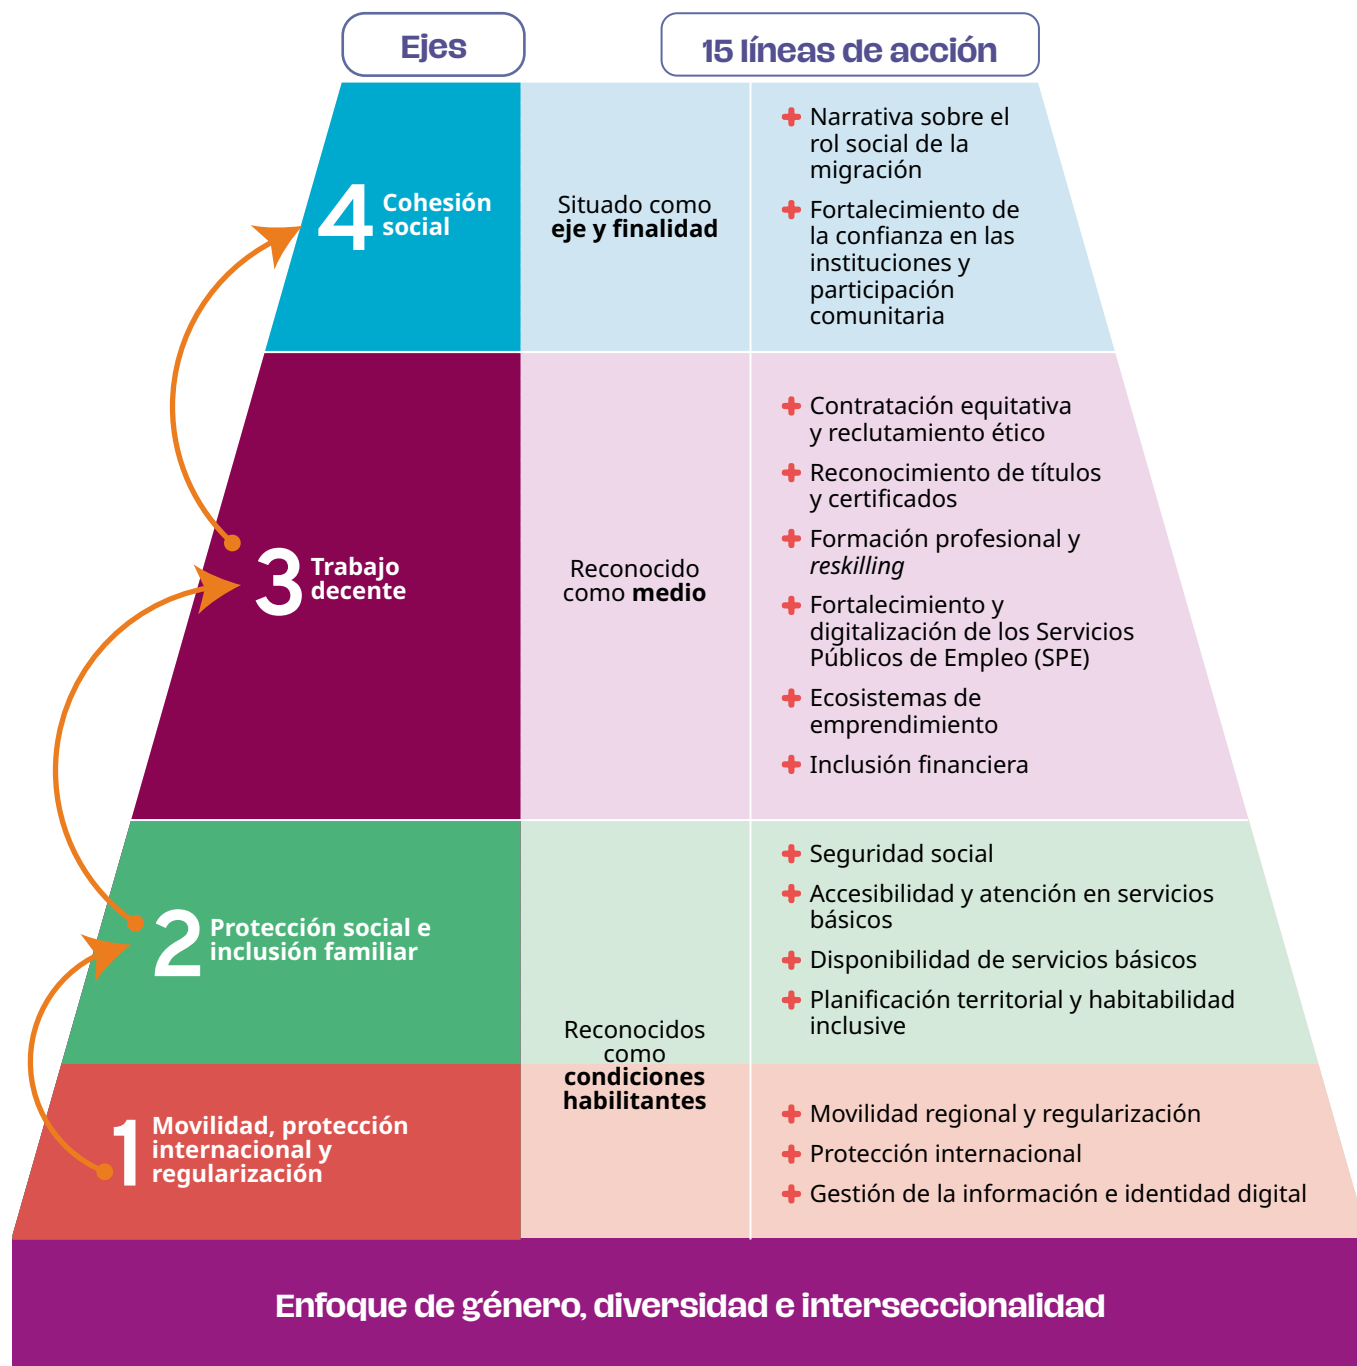 Ejes
15 líneas de acción
4
Cohesión
social
Situado como
eje y finalidad
Narrativa sobre el
rol social de la
migración
Fortalecimiento de
la confianza en las
instituciones y
participación
comunitaria
3
Trabajo
decente
Reconocido
como medio
Contratación equitativa
y reclutamiento ético
Reconocimiento de títulos
y certificados
Formación profesional y
reskilling
Fortalecimiento y
digitalización de los Servicios
Públicos de Empleo (SPE)
Ecosistemas de
emprendimiento
Inclusión financiera
2
Protección social e
inclusión familiar
Reconocidos
como
condiciones
habilitantes
Seguridad social
Accesibilidad y atención en servicios
básicos
Disponibilidad de servicios básicos
Planificación territorial y habitabilidad
inclusive
1
Movilidad, protección
internacional y
regularización
Movilidad regional y regularización
Protección internacional
Gestión de la información e identidad digital
Enfoque de género, diversidad e interseccionalidad